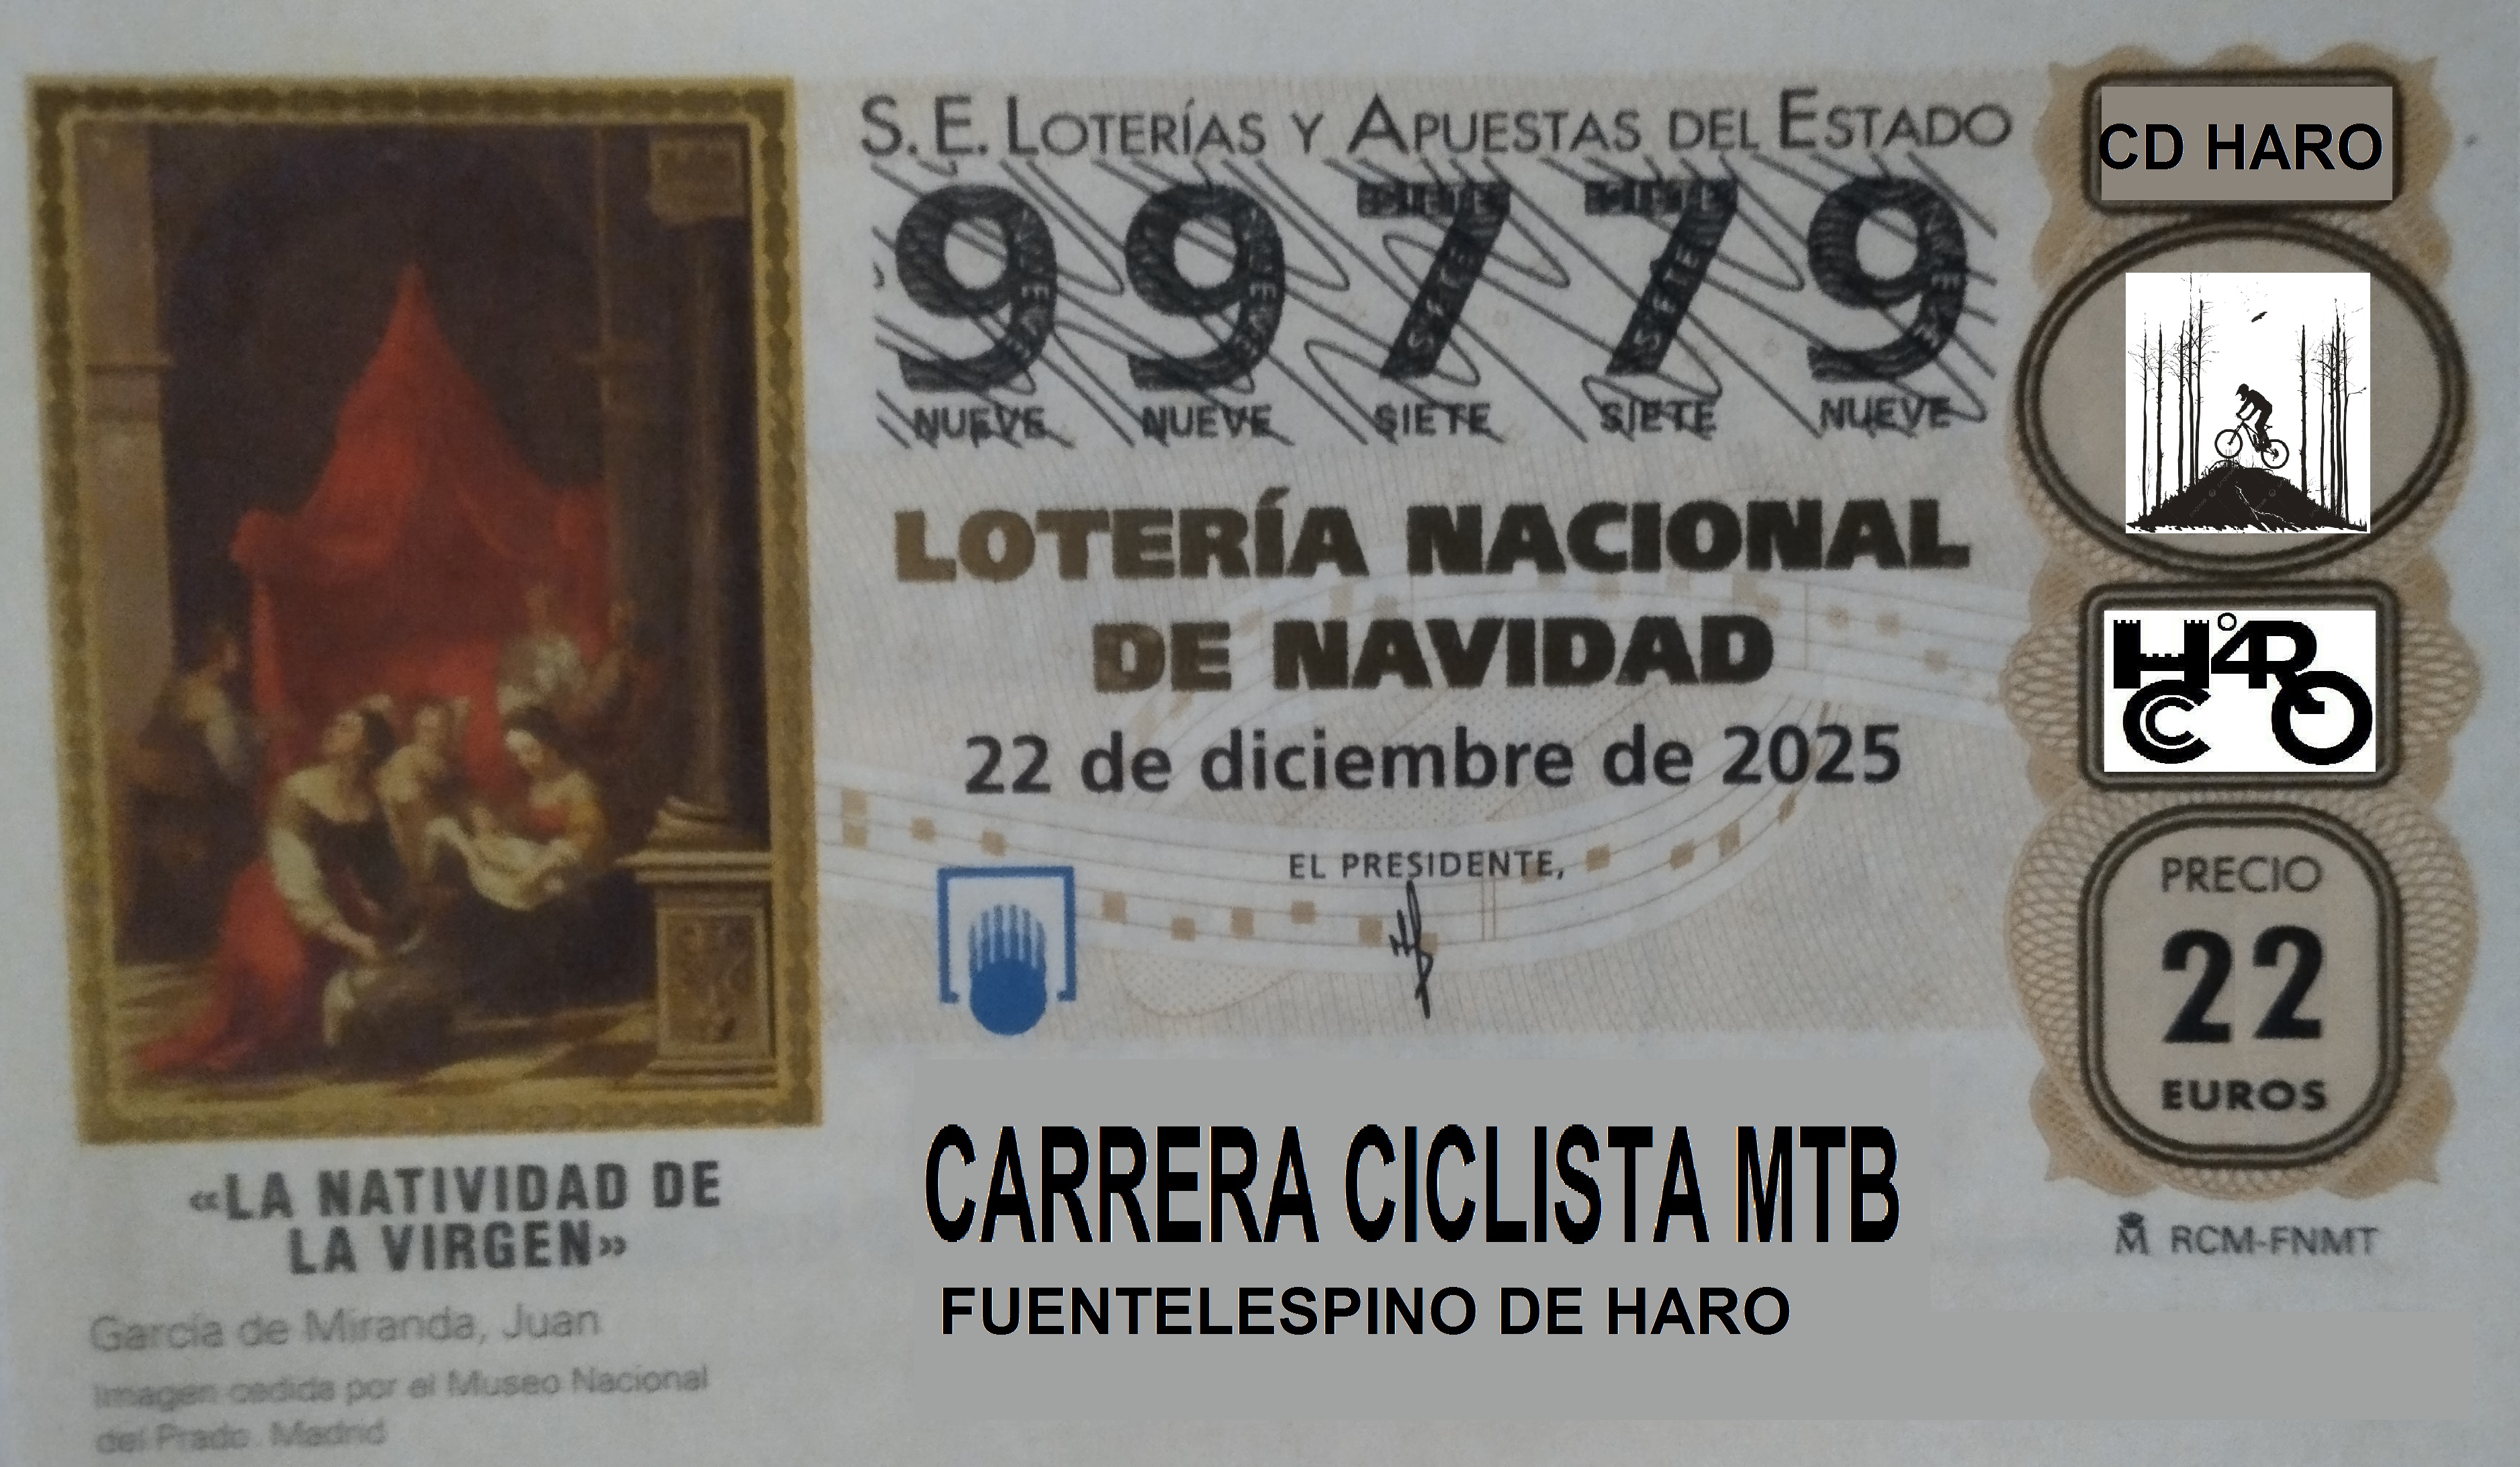 S. E. LOTERÍAS Y APUESTAS DEL ESTADO
99779
NUEVE NUEVE SIETE SIETE NUEVE
LOTERÍA NACIONAL
DE NAVIDAD
22 de diciembre de 2025
EL PRESIDENTE,
CARRERA CICLISTA MTB
FUENTELESPINO DE HARO
«LA NATIVIDAD DE
LA VIRGEN»
García de Miranda, Juan
Imagen cedida por el Museo Nacional
del Prado. Madrid
CD HARO
HARO
CC
PRECIO
22
EUROS
RCM-FNMT